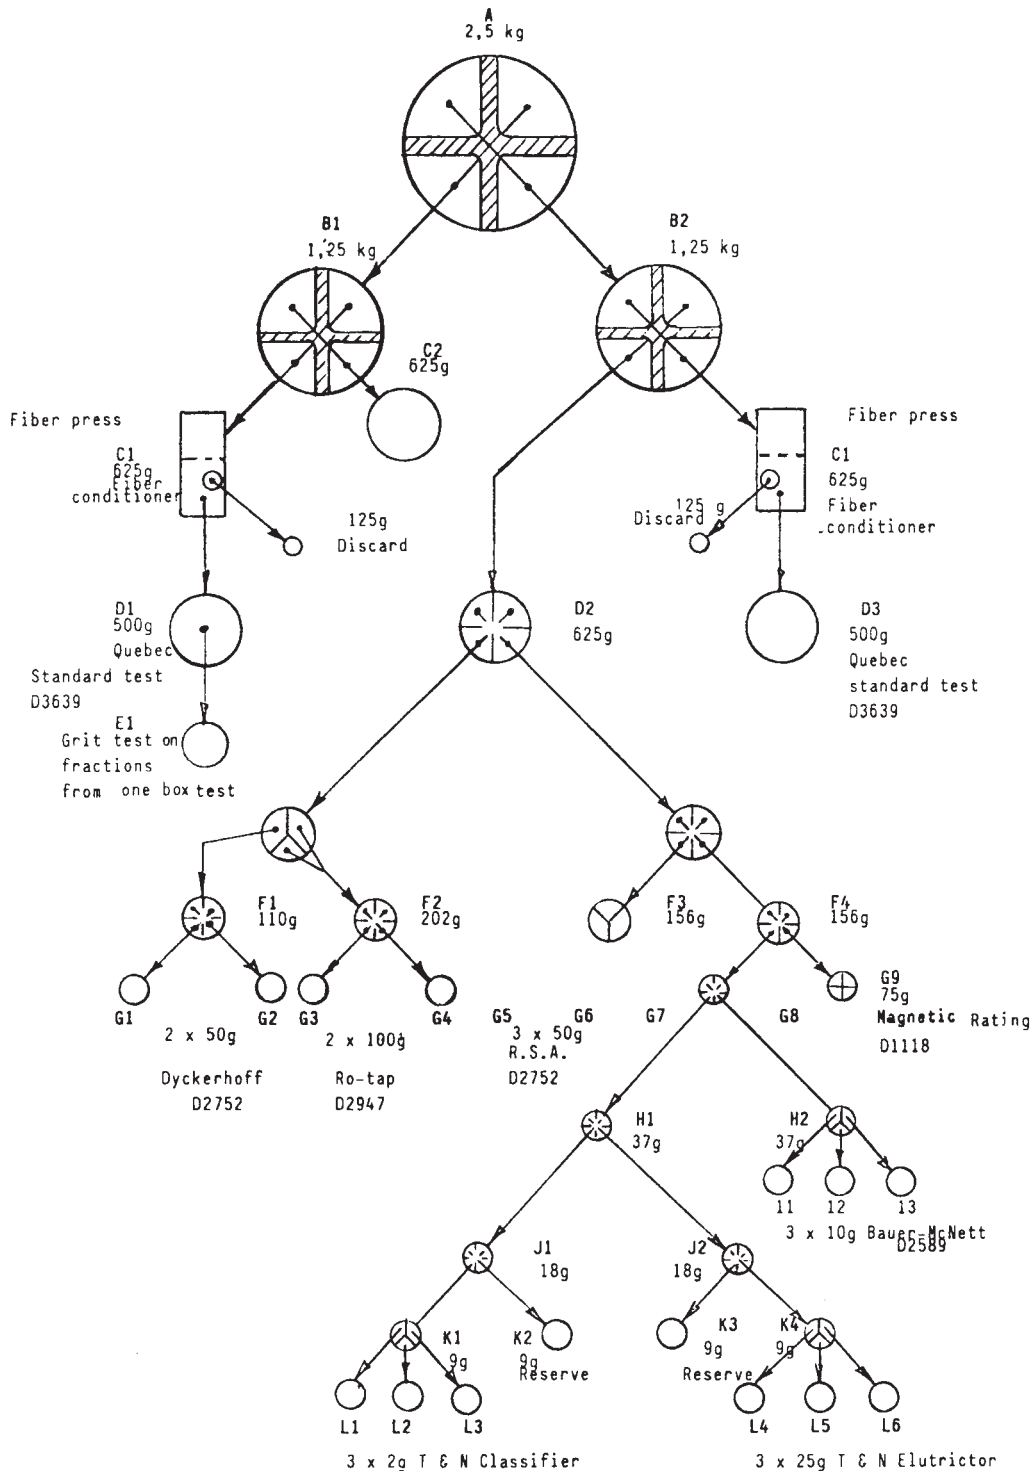 A
2,5 kg
B1
1,25 kg
B2
1,25 kg
C2
625g
Fiber press
C1
625g
Fiber
conditioner
125g
Discard
Fiber press
C1
625g
Fiber
conditioner
125 g
Discard
D1
500g
Quebec
Standard test
D3639
D2
625g
D3
500g
Quebec
standard test
D3639
E1
Grit test on
fractions
from one box test
F1
110g
F2
202g
F3
156g
F4
156g
G1
G2
2 x 50g
Dyckerhoff
D2752
G3
G4
2 x 100g
Ro-tap
D2947
G5
G6
G7
G8
3 x 50g
R.S.A.
D2752
G9
75g
Magnetic Rating
D1118
H1
37g
H2
37g
11
12
13
3 x 10g Bauer-McNett
D2589
J1
18g
J2
18g
K1
9g
K2
9g
Reserve
K3
9g
Reserve
K4
9g
L1
L2
L3
3 x 2g T & N Classifier
L4
L5
L6
3 x 25g T & N Elutrictor